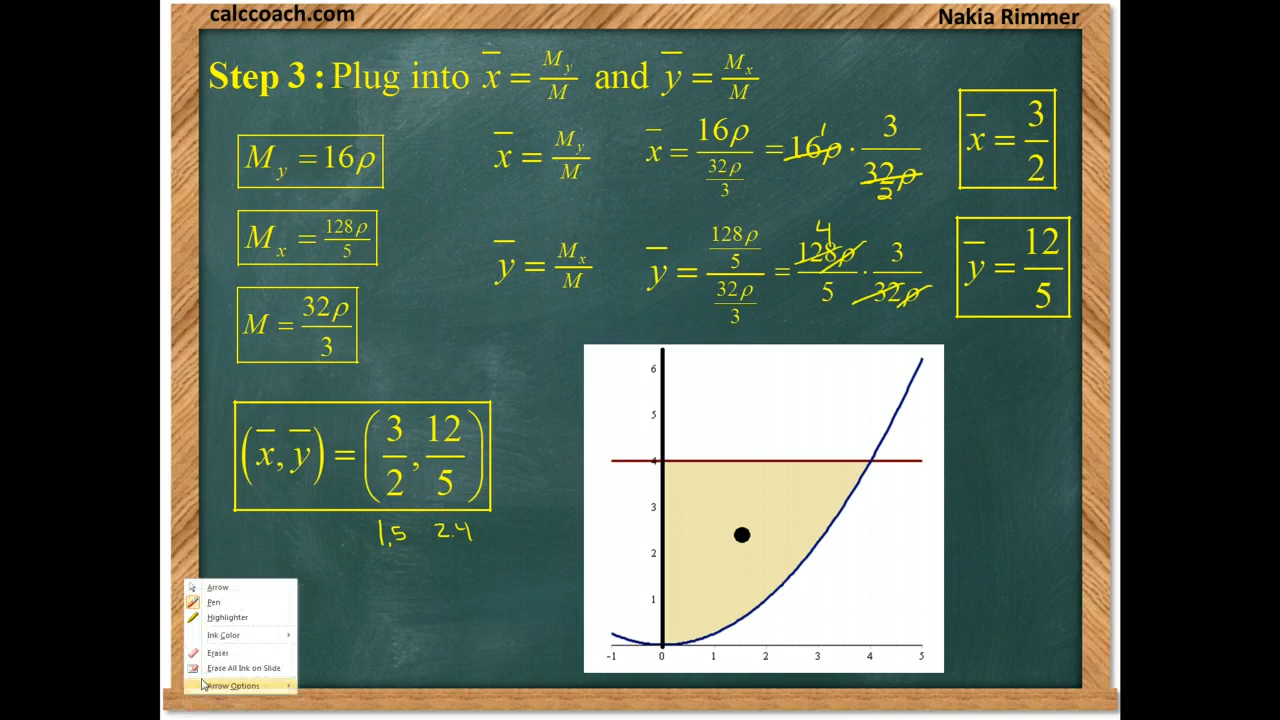 calccoach.com
Nakia Rimmer
Step 3 : Plug into x̄ = M_y/M and ȳ = M_x/M
M_y = 16ρ
x̄ = M_y/M
x̄ = 16ρ/(32ρ/3) = 16ρ · 3/32ρ
1
2
x̄ = 3/2
M_x = 128ρ/5
ȳ = M_x/M
ȳ = (128ρ/5)/(32ρ/3) = 128ρ/5 · 3/32ρ
4
ȳ = 12/5
M = 32ρ/3
(x̄, ȳ) = (3/2, 12/5)
1.5 2.4
6
5
4
3
2
1
-1 0 1 2 3 4 5
Arrow
Pen
Highlighter
Ink Color
Eraser
Erase All Ink on Slide
Arrow Options